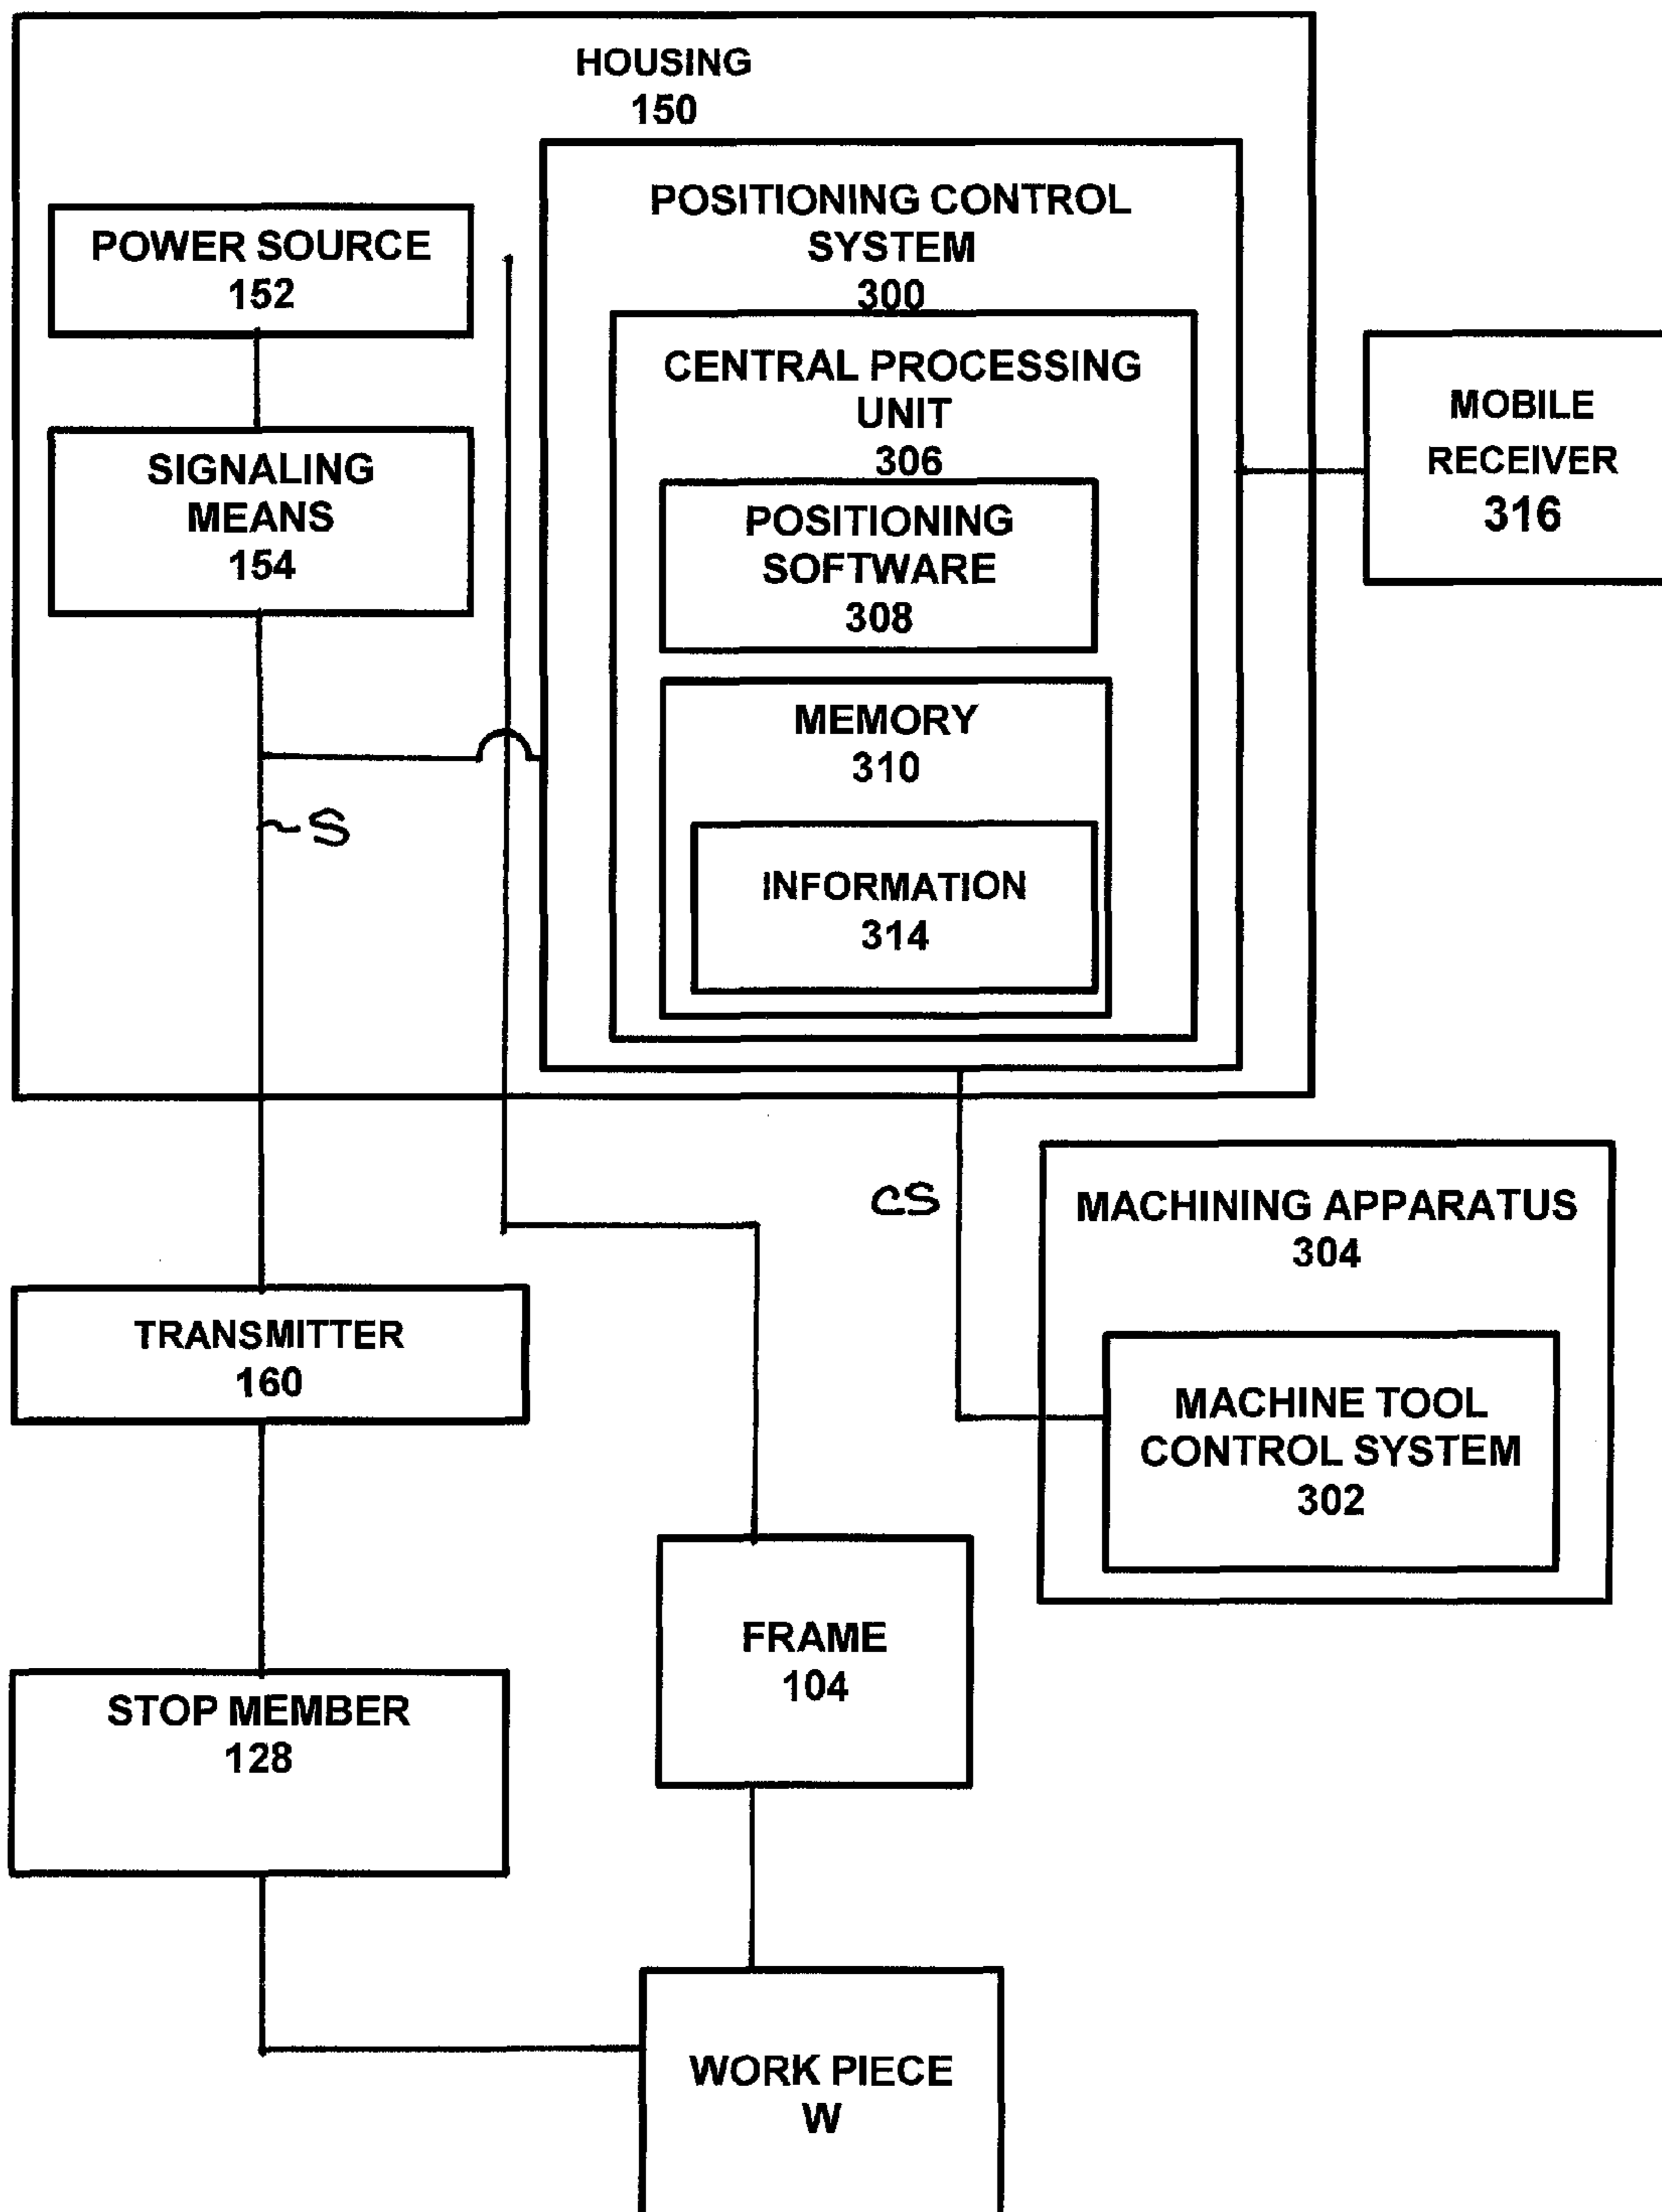 HOUSING
150
POSITIONING CONTROL
SYSTEM
300
POWER SOURCE
152
CENTRAL PROCESSING
UNIT
306
SIGNALING
MEANS
154
POSITIONING
SOFTWARE
308
MOBILE
RECEIVER
316
MEMORY
310
S
INFORMATION
314
CS
MACHINING APPARATUS
304
TRANSMITTER
160
MACHINE TOOL
CONTROL SYSTEM
302
FRAME
104
STOP MEMBER
128
WORK PIECE
W